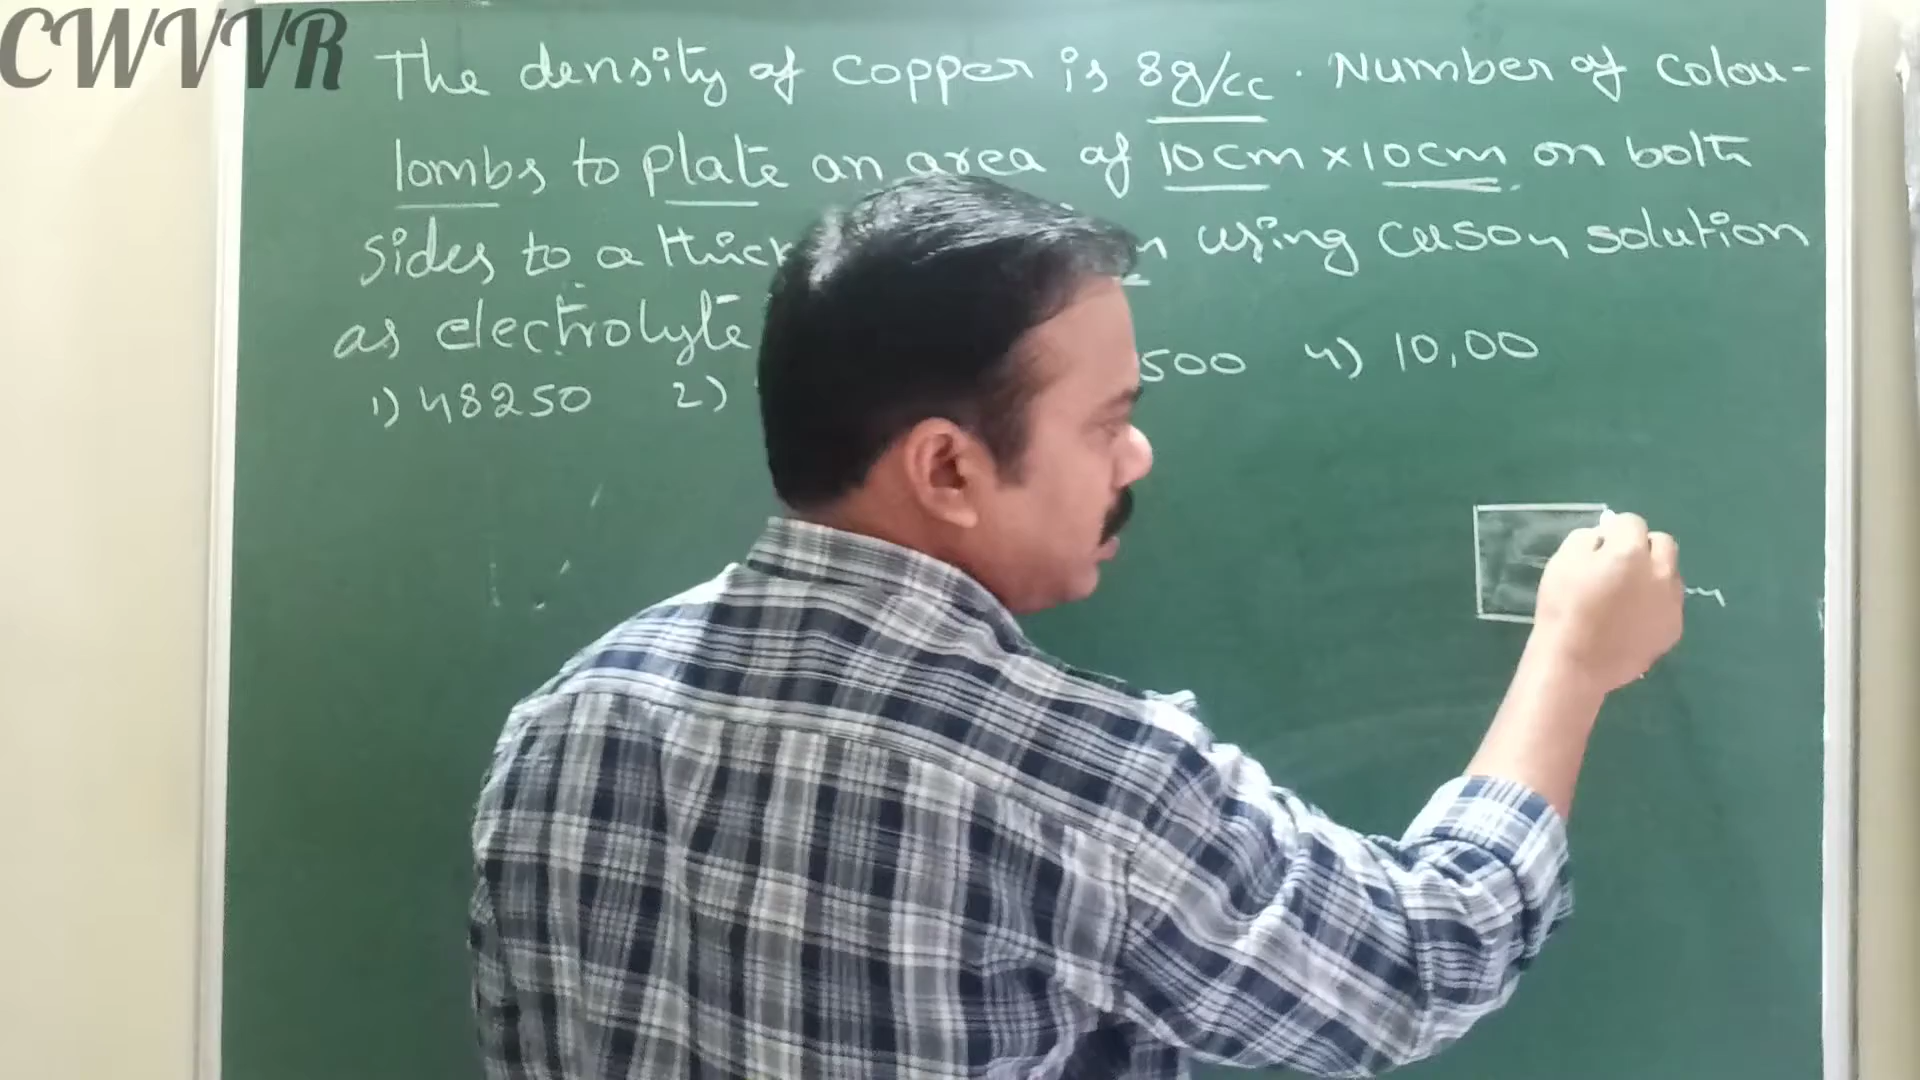 CWVVR
The density of copper is 8g/cc. Number of colou-
lombs to plate an area of 10cm x 10cm on both
sides to a thick using CuSO4 solution
as electrolyte
1) 48250 2) 500 4) 10,00